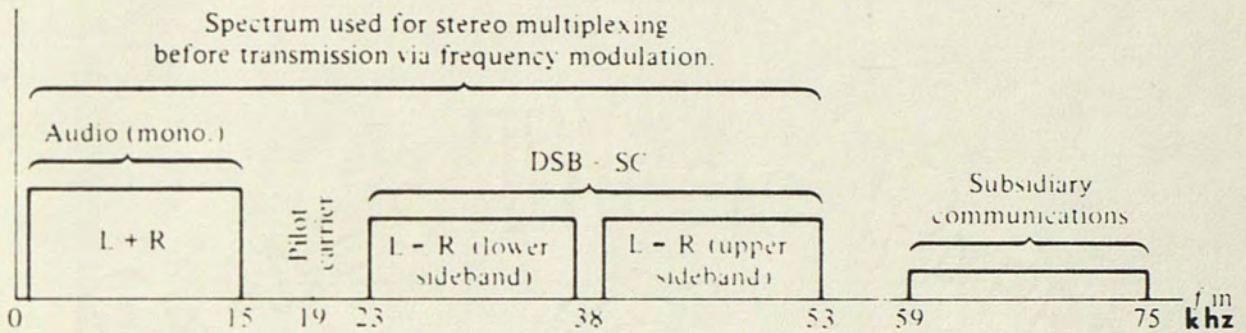 Spectrum used for stereo multiplexing
before transmission via frequency modulation.
Audio (mono.)
DSB - SC
Subsidiary
communications
L + R
Pilot
carrier
L - R (lower
sideband)
L - R (upper
sideband)
0 15 19 23 38 53 59 75 f in
khz